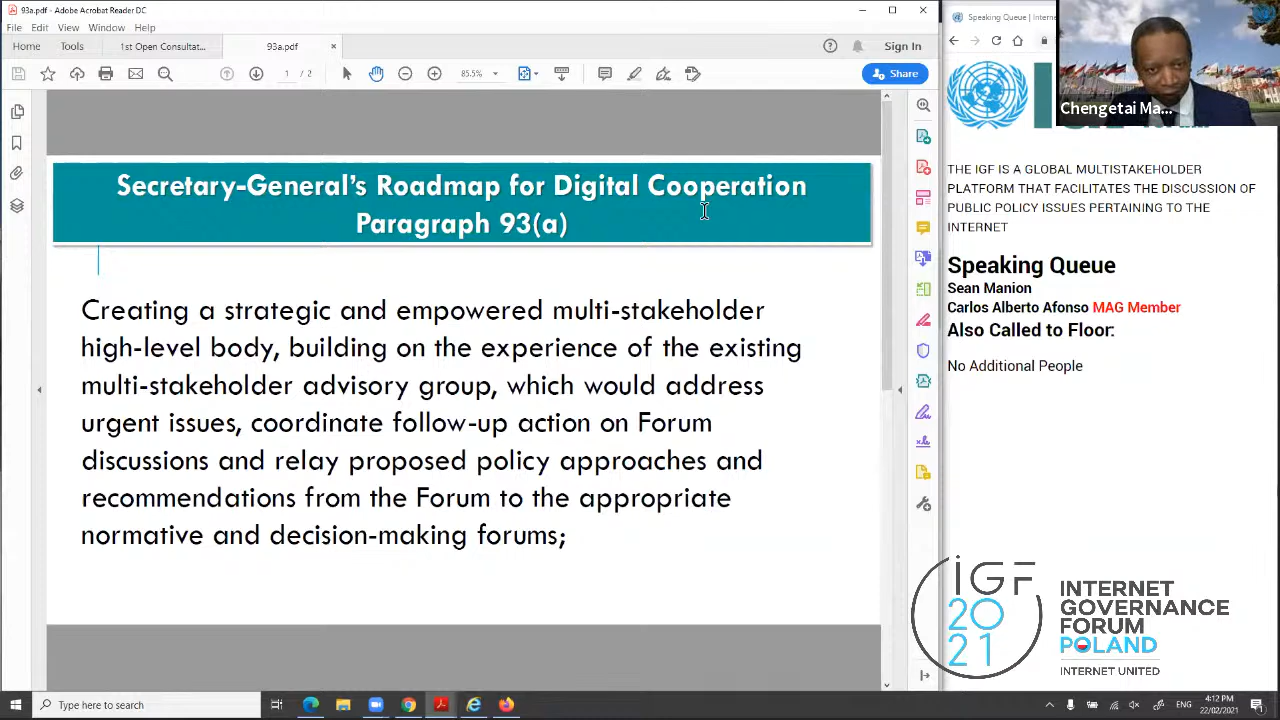 93a.pdf - Adobe Acrobat Reader DC
File Edit View Window Help
Home Tools 1st Open Consultat... 93a.pdf × Sign In
1 / 2 85.5% Share
Secretary-General's Roadmap for Digital Cooperation
Paragraph 93(a)
Creating a strategic and empowered multi-stakeholder
high-level body, building on the experience of the existing
multi-stakeholder advisory group, which would address
urgent issues, coordinate follow-up action on Forum
discussions and relay proposed policy approaches and
recommendations from the Forum to the appropriate
normative and decision-making forums;
Speaking Queue | Intern
Chengetai Ma...
THE IGF IS A GLOBAL MULTISTAKEHOLDER
PLATFORM THAT FACILITATES THE DISCUSSION OF
PUBLIC POLICY ISSUES PERTAINING TO THE
INTERNET
Speaking Queue
Sean Manion
Carlos Alberto Afonso MAG Member
Also Called to Floor:
No Additional People
IGF
20
21
INTERNET
GOVERNANCE
FORUM
POLAND
INTERNET UNITED
Type here to search
ENG
4:12 PM
22/02/2021